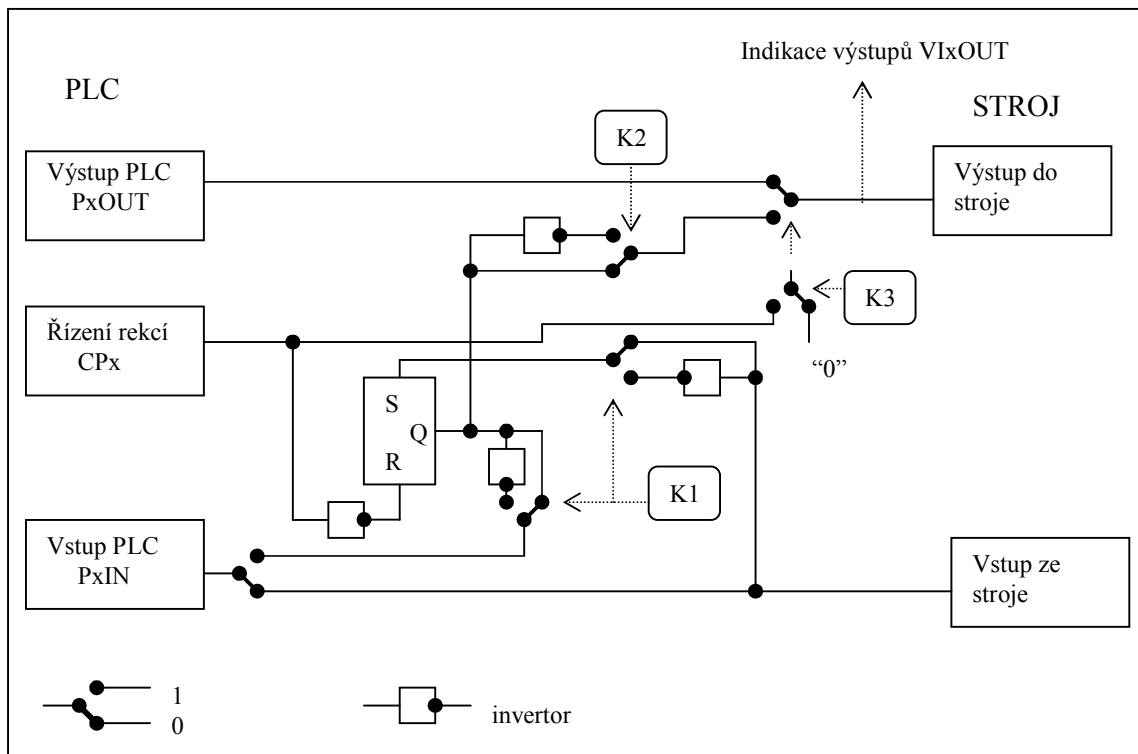 Indikace výstupů VIxOUT
PLC
STROJ
K2
Výstup PLC
PxOUT
Výstup do
stroje
K3
Řízení rekcí
CPx
“0”
S
Q
R
K1
Vstup PLC
PxIN
Vstup ze
stroje
1
0
invertor